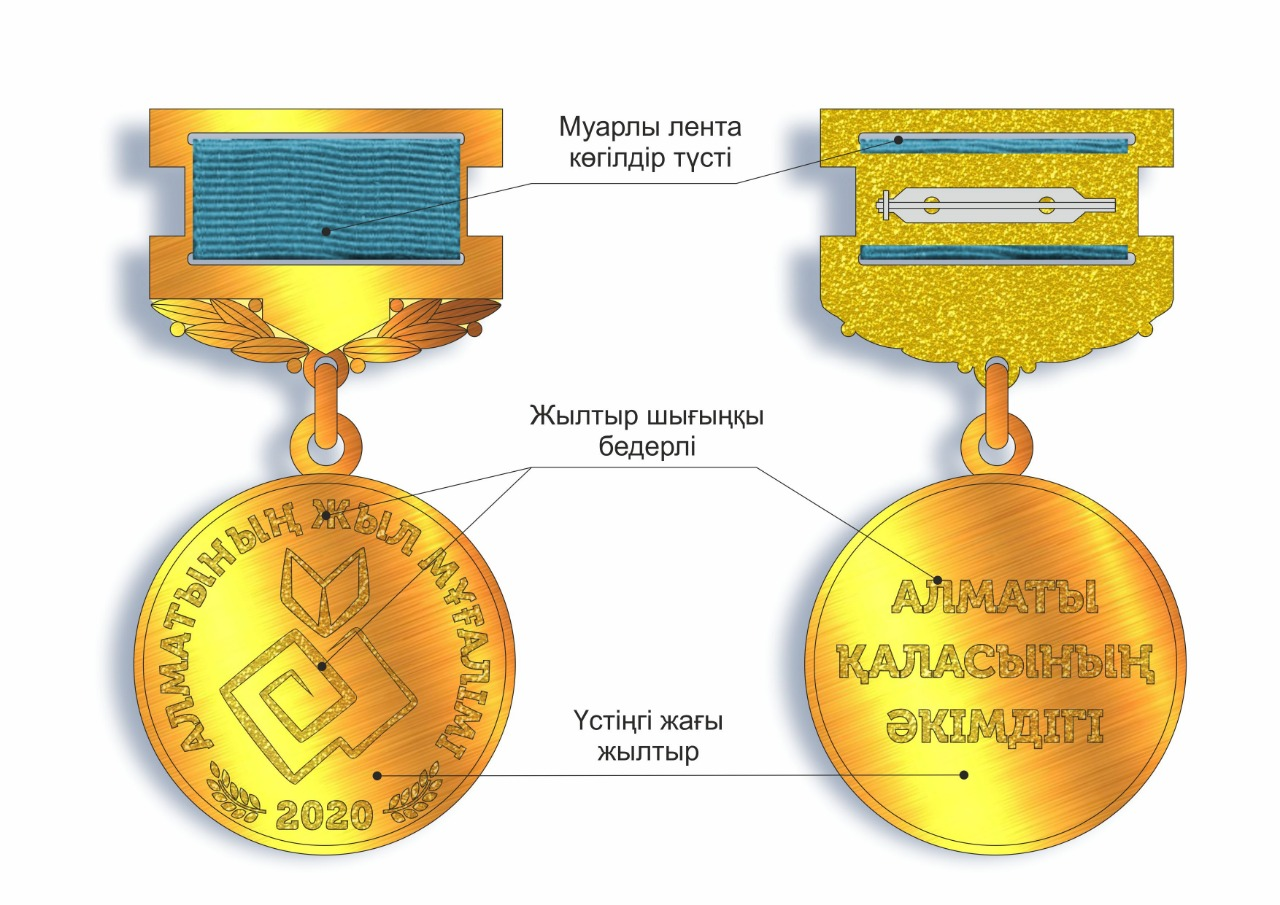 Муарлы лента
көгілдір түсті
Жылтыр шығыңқы
бедерлі
АЛМАТЫНЫҢ ЖЫЛ МҰҒАЛІМІ
2020
АЛМАТЫ
ҚАЛАСЫНЫҢ
ӘКІМДІГІ
Үстіңгі жағы
жылтыр